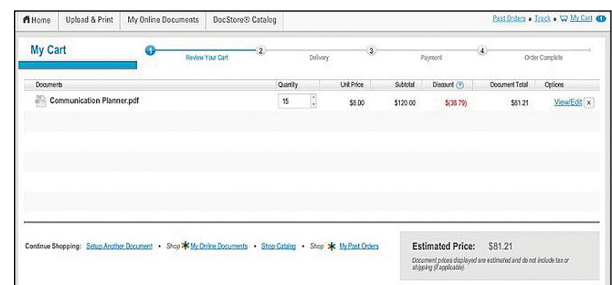 Home Upload & Print My Online Documents DocStore® Catalog Past Orders • Track • My Cart 1
My Cart 1 2 3 4
Review Your Cart Delivery Payment Order Complete
Documents Quantity Unit Price Subtotal Discount (?) Document Total Options
Communication Planner.pdf 15 $8.00 $120.00 $(38.79) $81.21 View/Edit x
Continue Shopping: Setup Another Document • Shop My Online Documents • Shop Catalog • Shop My Past Orders
Estimated Price: $81.21
Document prices displayed are estimated and do not include tax or
shipping (if applicable).